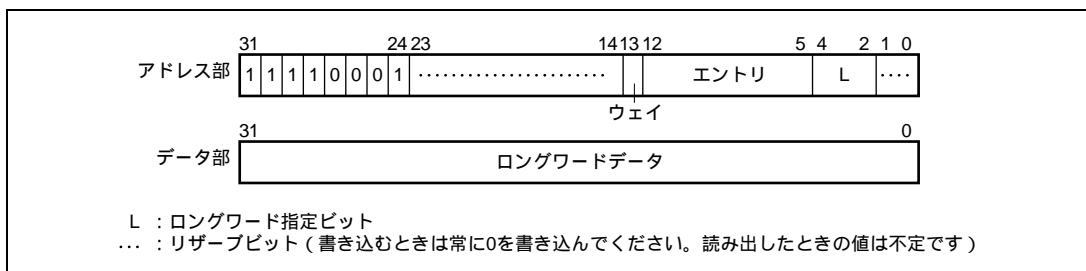 31 24 23 14 13 12 5 4 2 1 0
アドレス部 1 1 1 1 0 0 0 1 ······················ エントリ L ····
ウェイ
31 0
データ部 ロングワードデータ
L ：ロングワード指定ビット
… ：リザーブビット（書き込むときは常に0を書き込んでください。読み出したときの値は不定です）